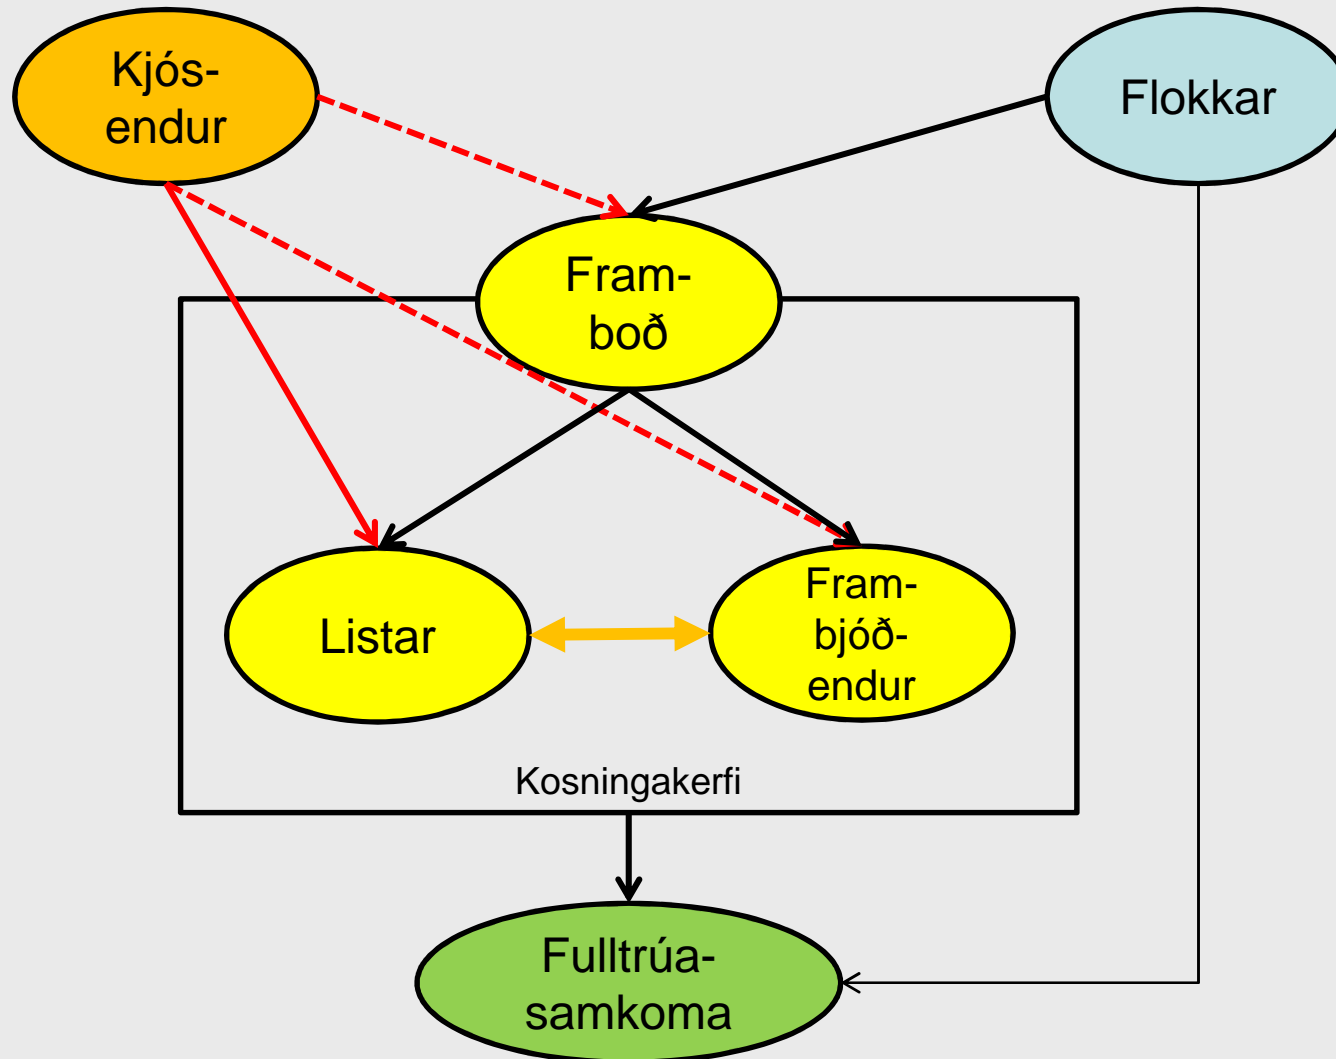 Kjós-
endur
Flokkar
Fram-
boð
Listar
Fram-
bjóð-
endur
Kosningakerfi
Fulltrúa-
samkoma